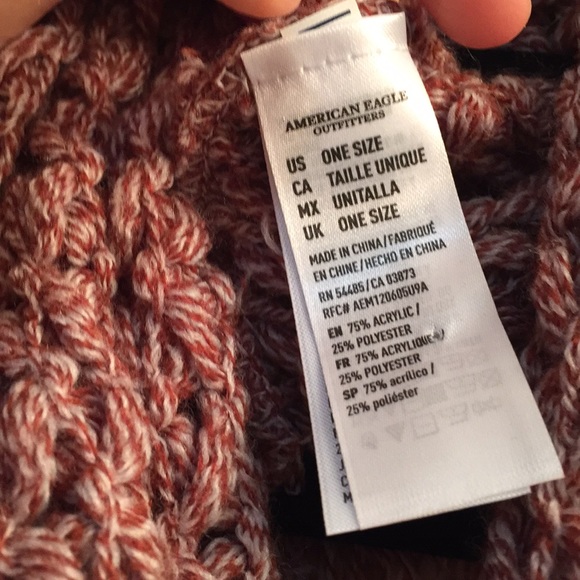 AMERICAN EAGLE
OUTFITTERS
US ONE SIZE
CA TAILLE UNIQUE
MX UNITALLA
UK ONE SIZE
MADE IN CHINA/FABRIQUÉ
EN CHINE/HECHO EN CHINA
RN 54485/CA 03873
RFC# AEM120605U9A
EN 75% ACRYLIC /
25% POLYESTER
FR 75% ACRYLIQUE /
25% POLYESTER
SP 75% acrílico /
25% poliéster